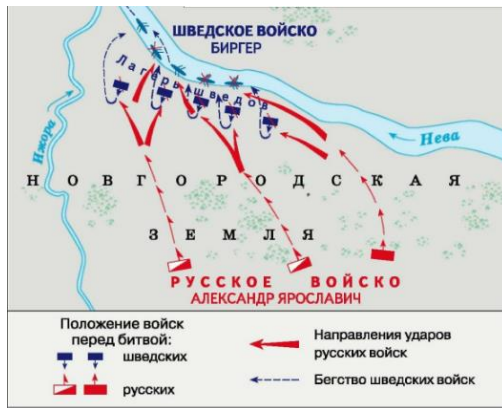 ШВЕДСКОЕ ВОЙСКО
БИРГЕР
Лагерь шведов
Ижора
Нева
НОВГОРОДСКАЯ
ЗЕМЛЯ
РУССКОЕ ВОЙСКО
АЛЕКСАНДР ЯРОСЛАВИЧ
Положение войск
перед битвой:
шведских
русских
Направления ударов
русских войск
Бегство шведских войск